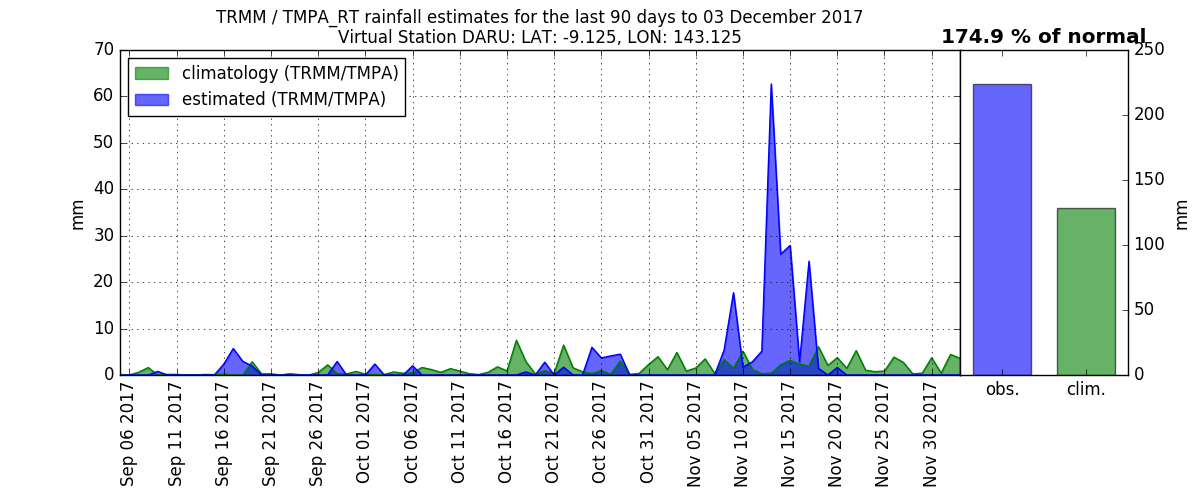 TRMM / TMPA_RT rainfall estimates for the last 90 days to 03 December 2017
Virtual Station DARU: LAT: -9.125, LON: 143.125
174.9 % of normal
climatology (TRMM/TMPA)
estimated (TRMM/TMPA)
70
60
50
40
30
20
10
0
mm
250
200
150
100
50
0
mm
Sep 06 2017
Sep 11 2017
Sep 16 2017
Sep 21 2017
Sep 26 2017
Oct 01 2017
Oct 06 2017
Oct 11 2017
Oct 16 2017
Oct 21 2017
Oct 26 2017
Oct 31 2017
Nov 05 2017
Nov 10 2017
Nov 15 2017
Nov 20 2017
Nov 25 2017
Nov 30 2017
obs.
clim.